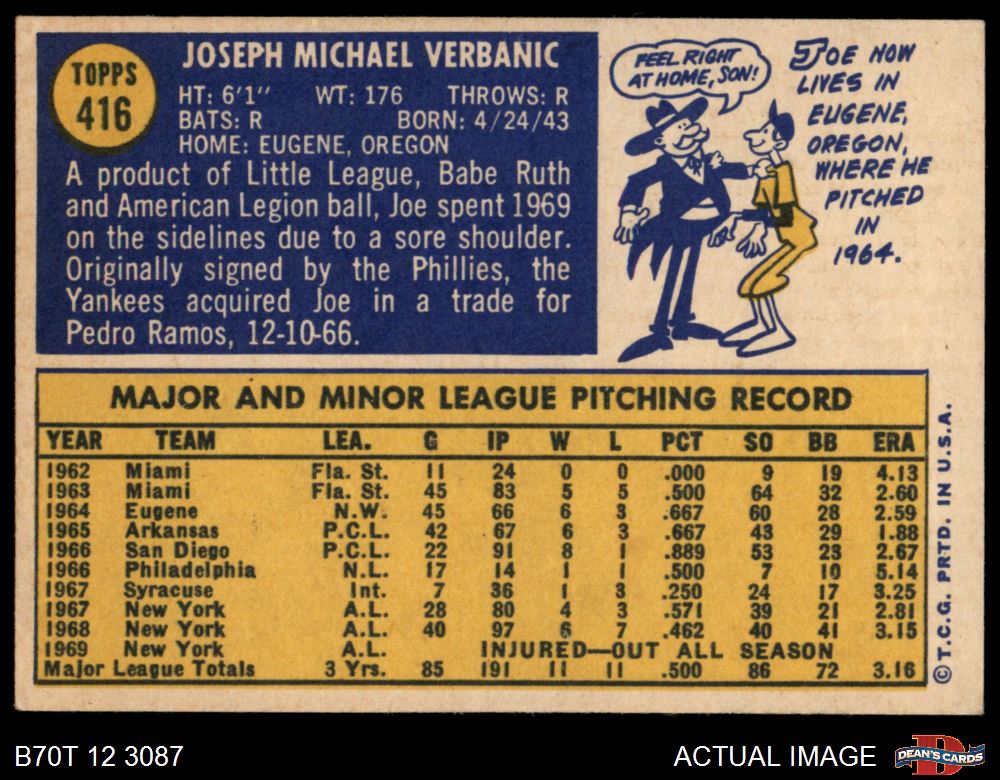 TOPPS
416
JOSEPH MICHAEL VERBANIC
HT: 6'1" WT: 176 THROWS: R
BATS: R BORN: 4/24/43
HOME: EUGENE, OREGON
A product of Little League, Babe Ruth
and American Legion ball, Joe spent 1969
on the sidelines due to a sore shoulder.
Originally signed by the Phillies, the
Yankees acquired Joe in a trade for
Pedro Ramos, 12-10-66.
FEEL RIGHT
AT HOME, SON!
JOE NOW
LIVES IN
EUGENE,
OREGON,
WHERE HE
PITCHED
IN
1964.
MAJOR AND MINOR LEAGUE PITCHING RECORD
YEAR TEAM LEA. G IP W L PCT SO BB ERA
1962 Miami Fla. St. 11 24 0 0 .000 9 19 4.13
1963 Miami Fla. St. 45 83 5 5 .500 64 32 2.60
1964 Eugene N.W. 45 66 6 3 .667 60 28 2.59
1965 Arkansas P.C.L. 42 67 6 3 .667 43 29 1.88
1966 San Diego P.C.L. 22 91 8 1 .889 53 23 2.67
1966 Philadelphia N.L. 17 14 1 1 .500 7 10 5.14
1967 Syracuse Int. 7 36 1 3 .250 24 17 3.25
1967 New York A.L. 28 80 4 3 .571 39 21 2.81
1968 New York A.L. 40 97 6 7 .462 40 41 3.15
1969 New York A.L. INJURED—OUT ALL SEASON
Major League Totals 3 Yrs. 85 191 11 11 .500 86 72 3.16
©T.C.G. PRTD. IN U.S.A.
B70T 12 3087
ACTUAL IMAGE
D
DEAN'S CARDS